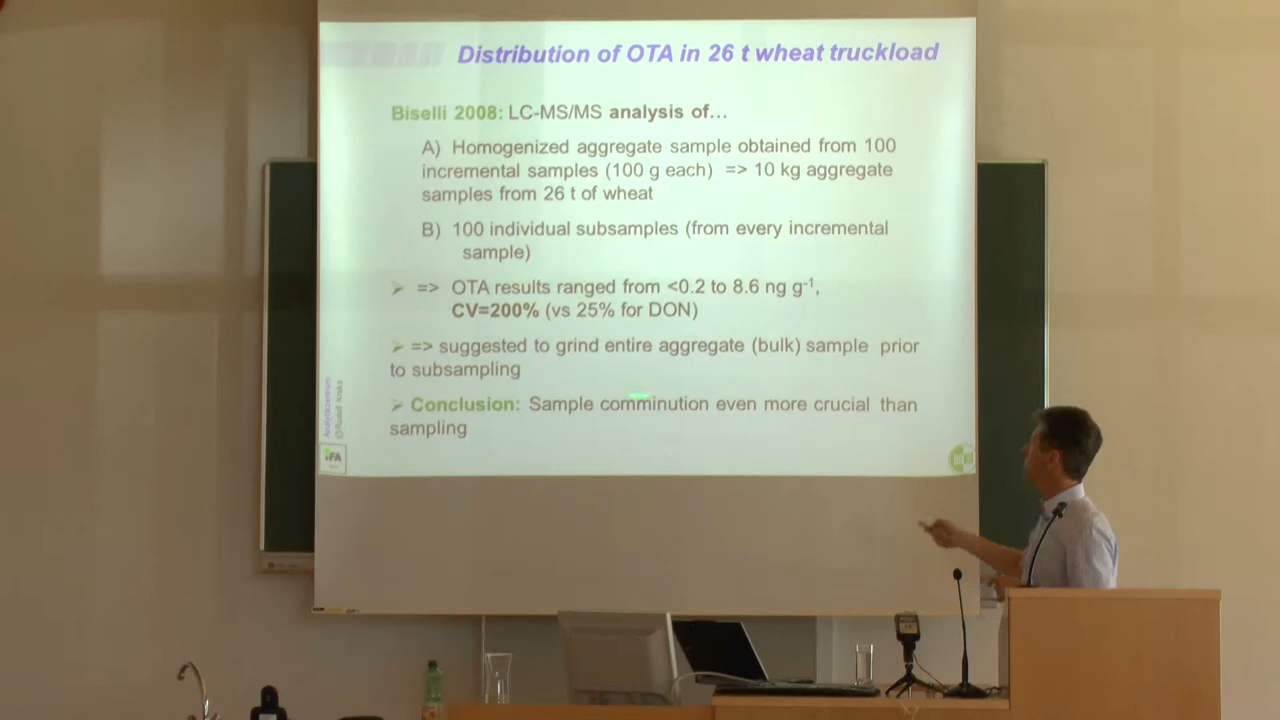 Distribution of OTA in 26 t wheat truckload
Biselli 2008: LC-MS/MS analysis of…
A) Homogenized aggregate sample obtained from 100
incremental samples (100 g each) => 10 kg aggregate
samples from 26 t of wheat
B) 100 individual subsamples (from every incremental
sample)
➢ => OTA results ranged from <0.2 to 8.6 ng g-1,
CV=200% (vs 25% for DON)
➢ => suggested to grind entire aggregate (bulk) sample prior
to subsampling
➢ Conclusion: Sample comminution even more crucial than
sampling
Analytikzentrum
iFA